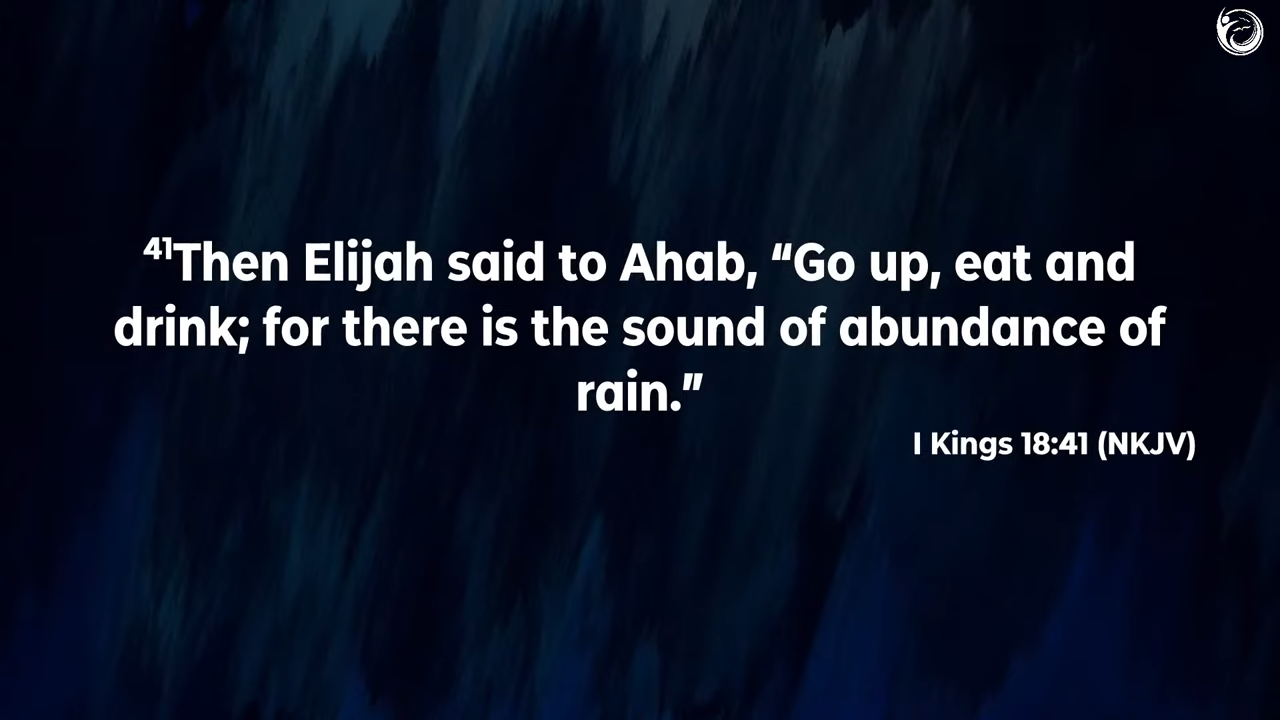 ⁴¹Then Elijah said to Ahab, “Go up, eat and
drink; for there is the sound of abundance of
rain.”
I Kings 18:41 (NKJV)